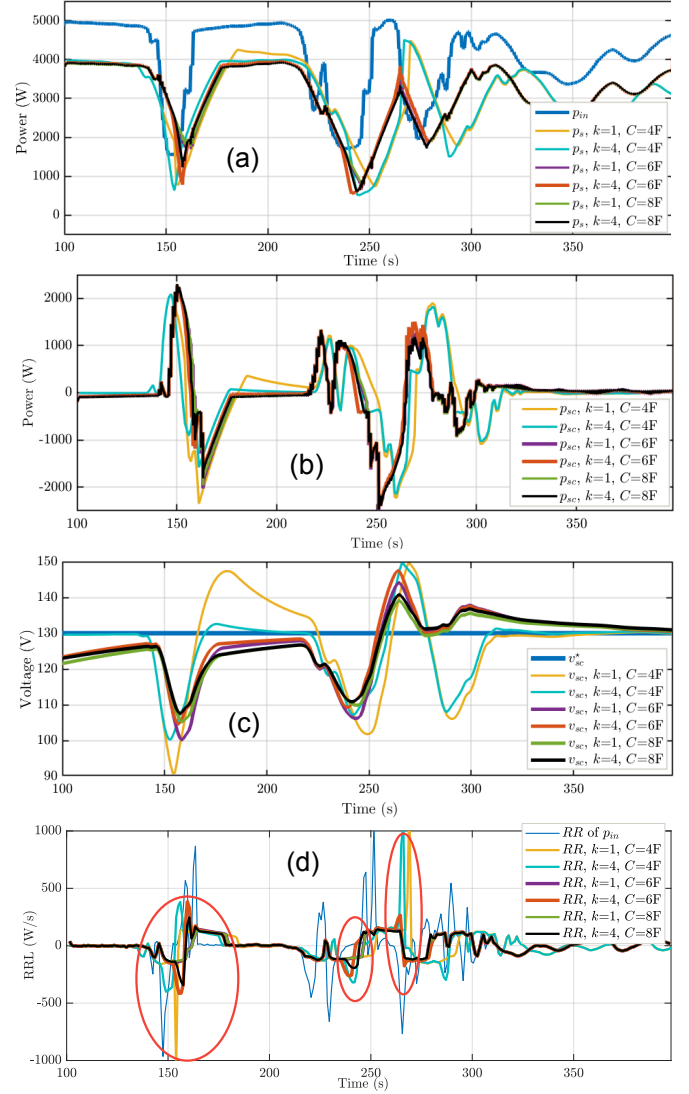 5000
4000
3000
2000
1000
0
Power (W)
(a)
p_in
p_s, k=1, C=4F
p_s, k=4, C=4F
p_s, k=1, C=6F
p_s, k=4, C=6F
p_s, k=1, C=8F
p_s, k=4, C=8F
100 150 200 250 300 350
Time (s)
2000
1000
0
-1000
-2000
Power (W)
(b)
p_sc, k=1, C=4F
p_sc, k=4, C=4F
p_sc, k=1, C=6F
p_sc, k=4, C=6F
p_sc, k=1, C=8F
p_sc, k=4, C=8F
100 150 200 250 300 350
Time (s)
150
140
130
120
110
100
90
Voltage (V)
(c)
v*_sc
v_sc, k=1, C=4F
v_sc, k=4, C=4F
v_sc, k=1, C=6F
v_sc, k=4, C=6F
v_sc, k=1, C=8F
v_sc, k=4, C=8F
100 150 200 250 300 350
Time (s)
1000
500
0
-500
-1000
RRL (W/s)
(d)
RR of p_in
RR, k=1, C=4F
RR, k=4, C=4F
RR, k=1, C=6F
RR, k=4, C=6F
RR, k=1, C=8F
RR, k=4, C=8F
100 150 200 250 300 350
Time (s)